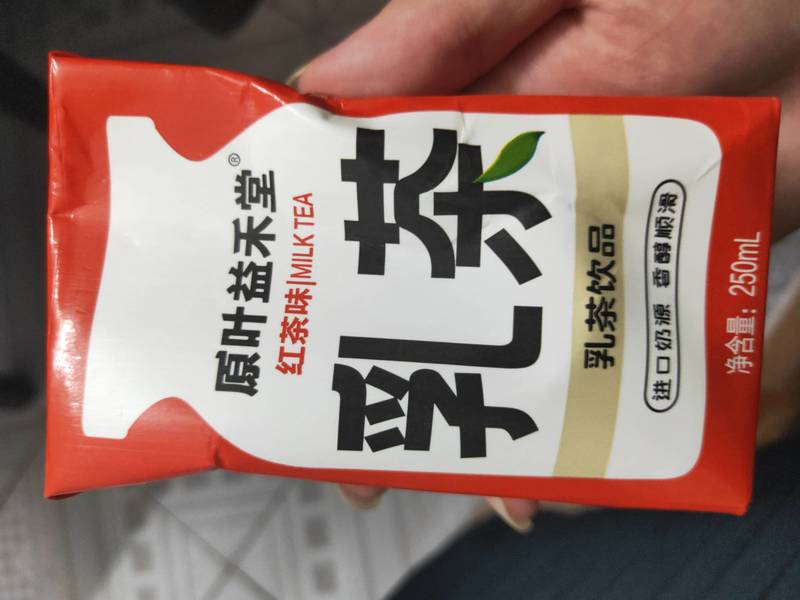 原叶益禾堂®
红茶味|MILK TEA
乳茶
乳茶饮品
进口奶源 香醇顺滑
净含量：250mL